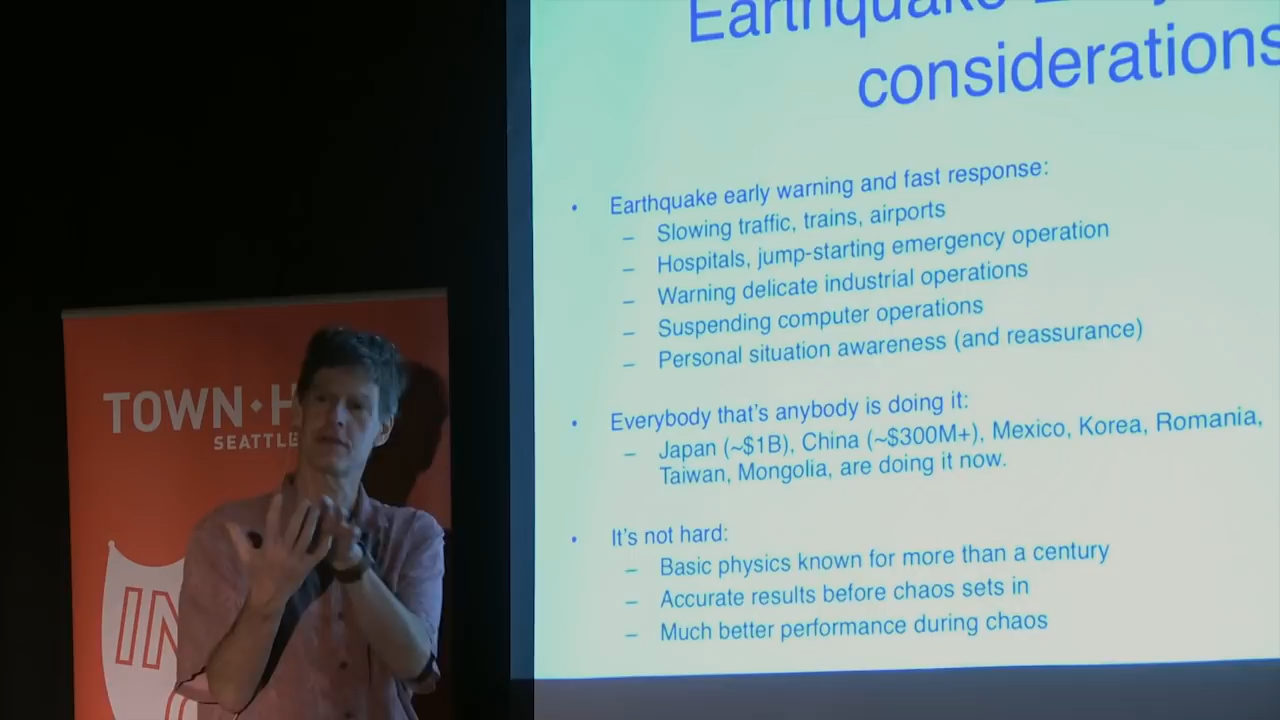 Earthquake
considerations
• Earthquake early warning and fast response:
– Slowing traffic, trains, airports
– Hospitals, jump-starting emergency operation
– Warning delicate industrial operations
– Suspending computer operations
– Personal situation awareness (and reassurance)
• Everybody that's anybody is doing it:
– Japan (~$1B), China (~$300M+), Mexico, Korea, Romania,
Taiwan, Mongolia, are doing it now.
• It's not hard:
– Basic physics known for more than a century
– Accurate results before chaos sets in
– Much better performance during chaos
TOWN
SEATTLE
IN